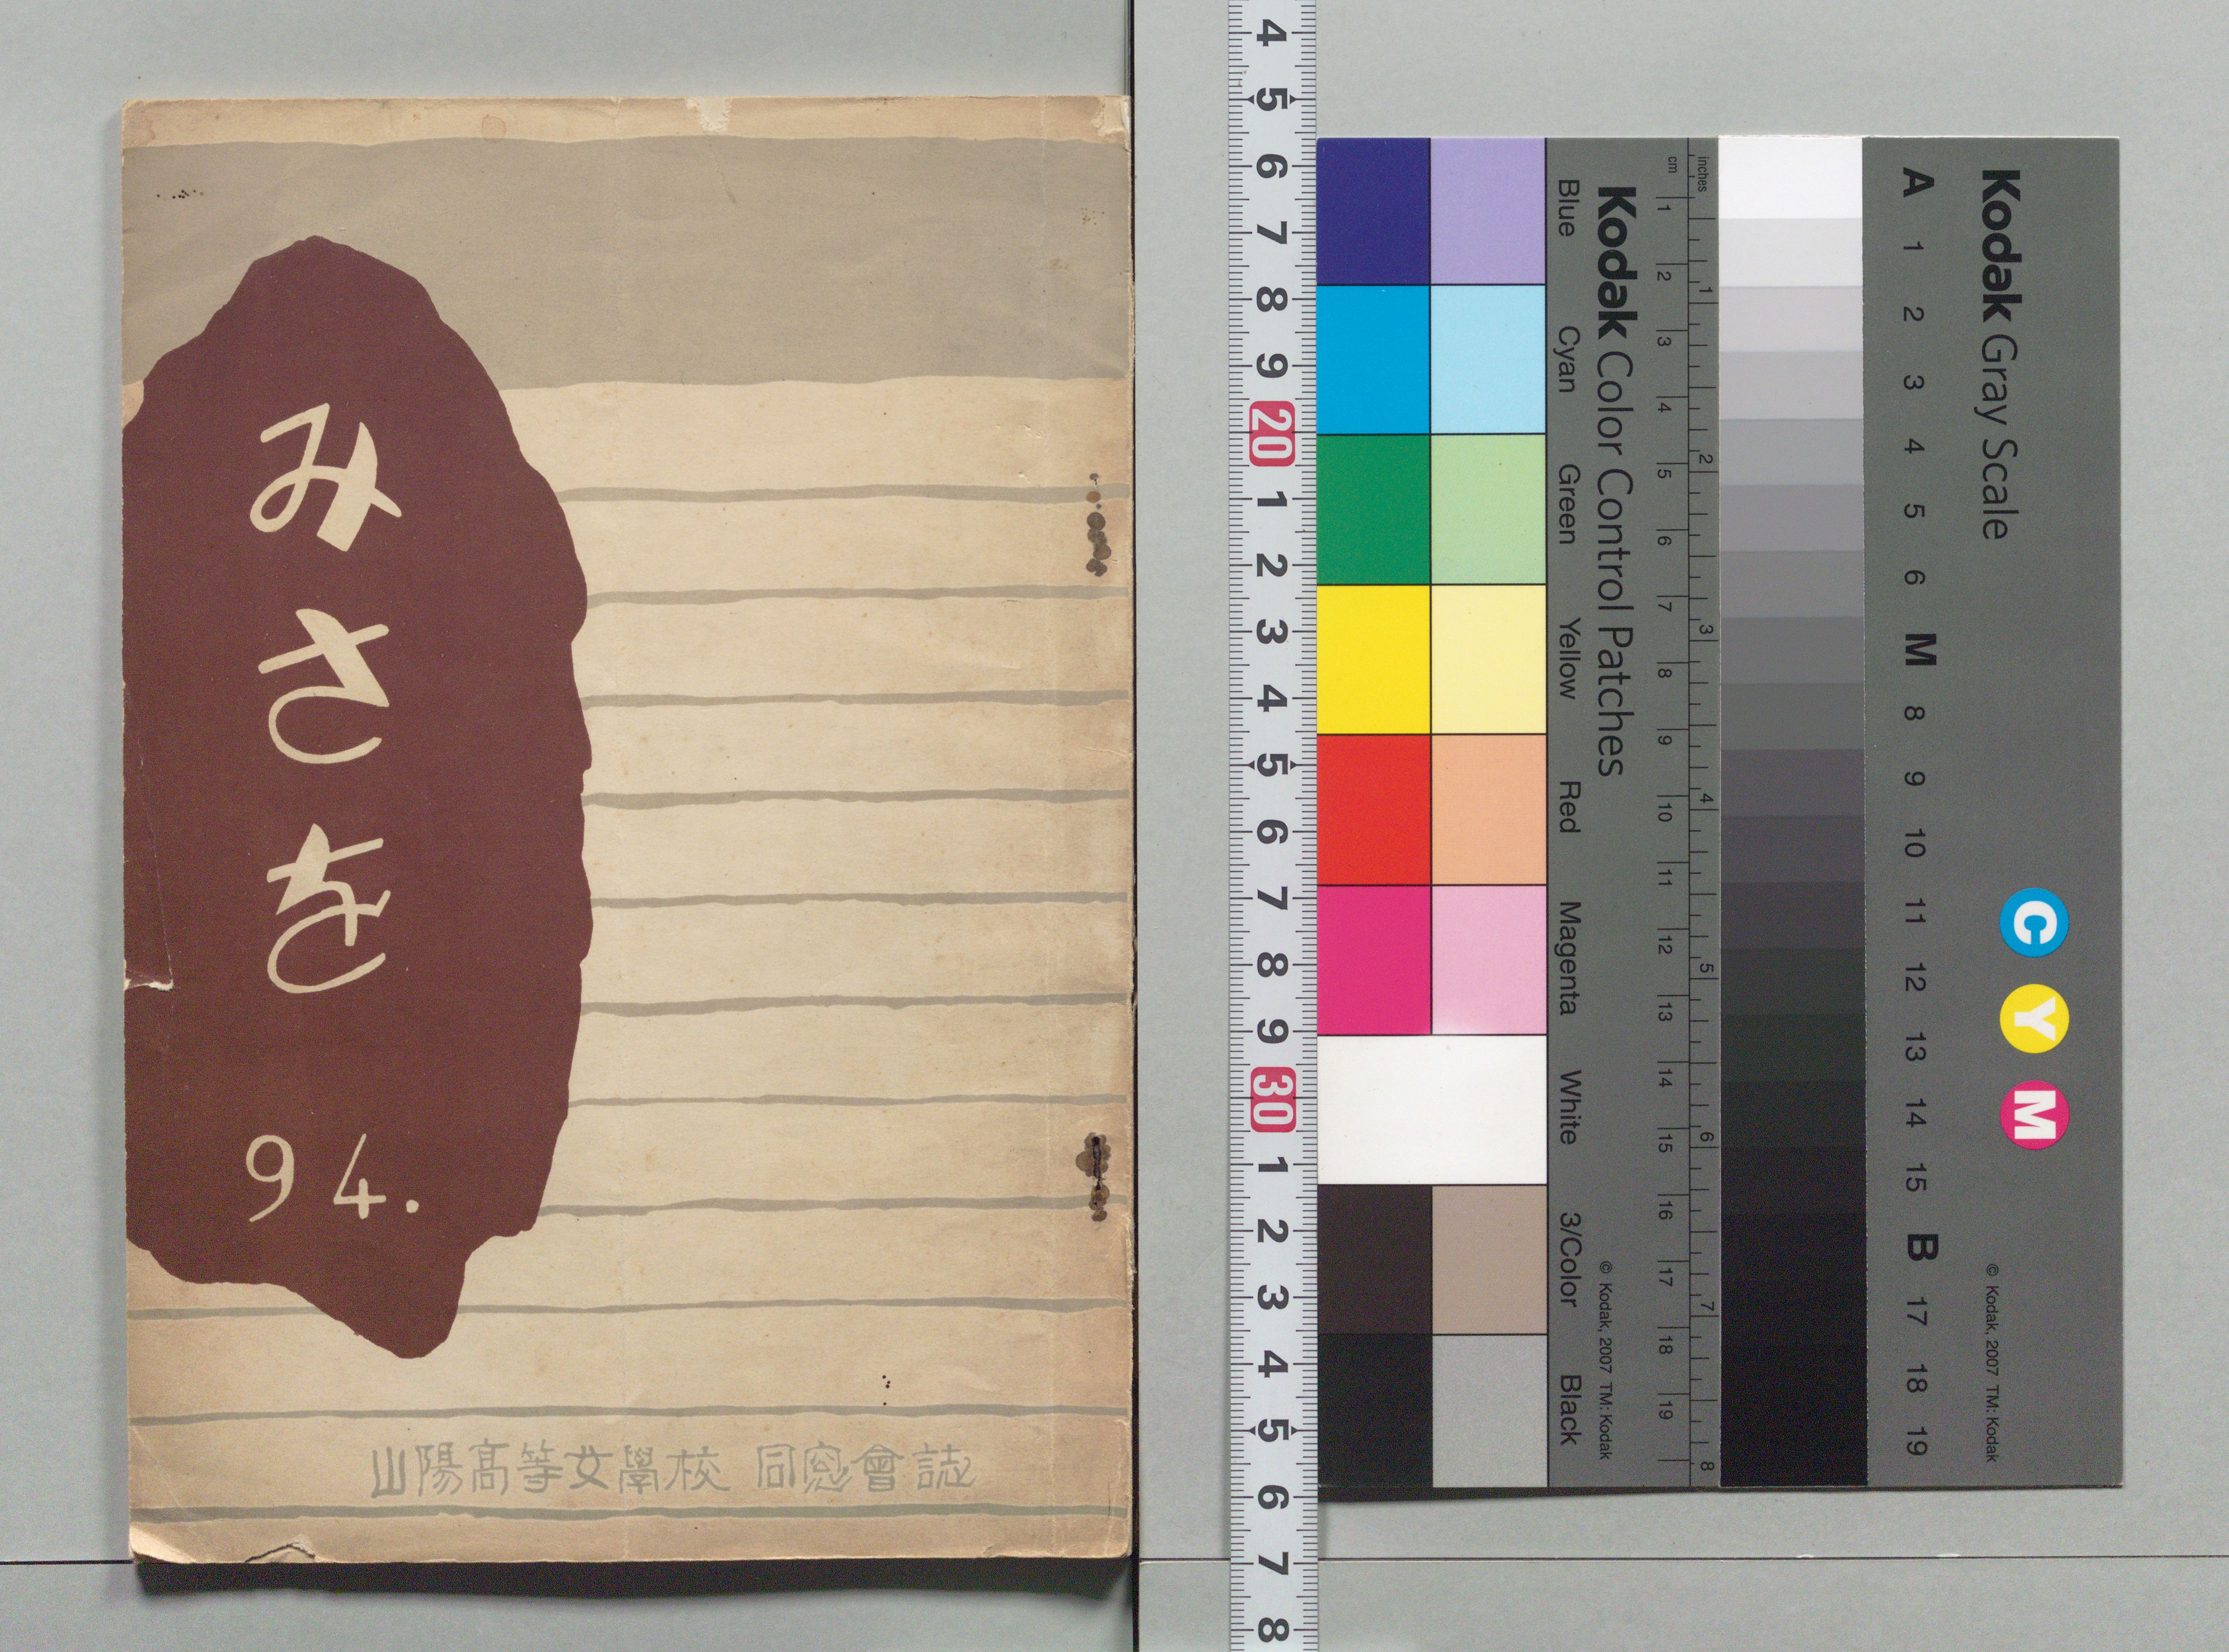 みさを
94.
山陽高等女學校 同窓會誌
4 5 6 7 8 9 20 1 2 3 4 5 6 7 8 9 30 1 2 3 4 5 6 7 8
Blue Cyan Green Yellow Red Magenta White 3/Color Black
Kodak Color Control Patches © Kodak, 2007 TM: Kodak
cm 1 2 3 4 5 6 7 8 9 10 11 12 13 14 15 16 17 18 19
inches 1 2 3 4 5 6 7 8
A 1 2 3 4 5 6 M 8 9 10 11 12 13 14 15 B 17 18 19
Kodak Gray Scale C Y M © Kodak, 2007 TM: Kodak